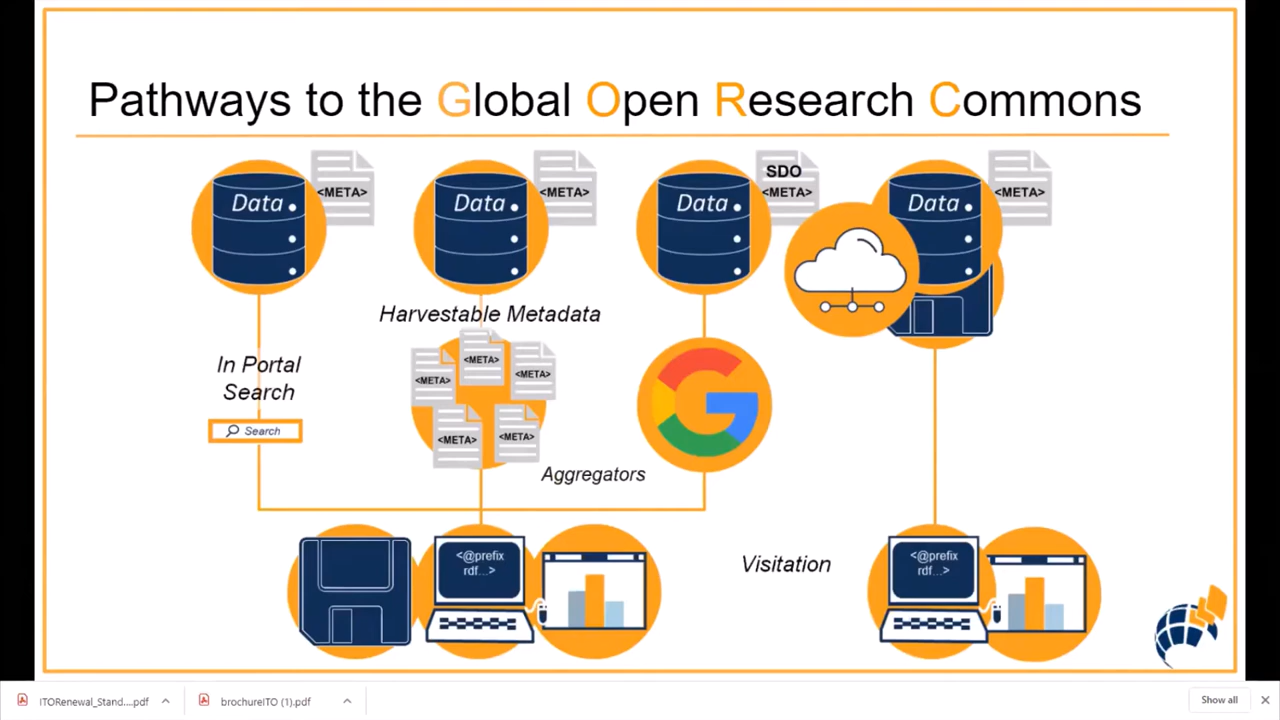 Pathways to the Global Open Research Commons
Data
<META>
Data
<META>
Data
SDO
<META>
Data
<META>
Harvestable Metadata
In Portal
Search
Search
<META>
<META>
<META>
<META>
<META>
Aggregators
<@prefix
rdf...>
Visitation
<@prefix
rdf...>
ITORenewal_Stand....pdf
brochureITO (1).pdf
Show all